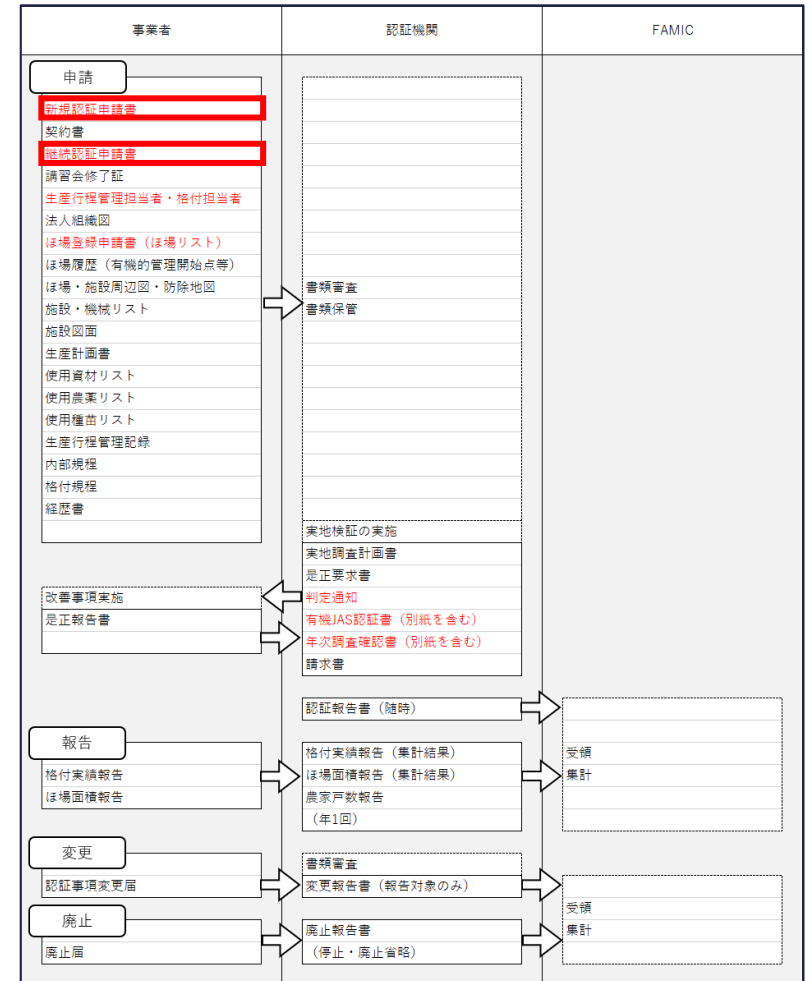 事業者
認証機関
FAMIC
申請
新規認証申請書
契約書
継続認証申請書
講習会修了証
生産行程管理担当者・格付担当者
法人組織図
ほ場登録申請書（ほ場リスト）
ほ場履歴（有機的管理開始点等）
ほ場・施設周辺図・防除地図
施設・機械リスト
施設図面
生産計画書
使用資材リスト
使用農薬リスト
使用種苗リスト
生産行程管理記録
内部規程
格付規程
経歴書
書類審査
書類保管
実地検証の実施
実地調査計画書
是正要求書
判定通知
有機JAS認証書（別紙を含む）
年次調査確認書（別紙を含む）
請求書
改善事項実施
是正報告書
認証報告書（随時）
報告
格付実績報告
ほ場面積報告
格付実績報告（集計結果）
ほ場面積報告（集計結果）
農家戸数報告
（年1回）
受領
集計
変更
認証事項変更届
書類審査
変更報告書（報告対象のみ）
廃止
廃止届
廃止報告書
（停止・廃止省略）
受領
集計